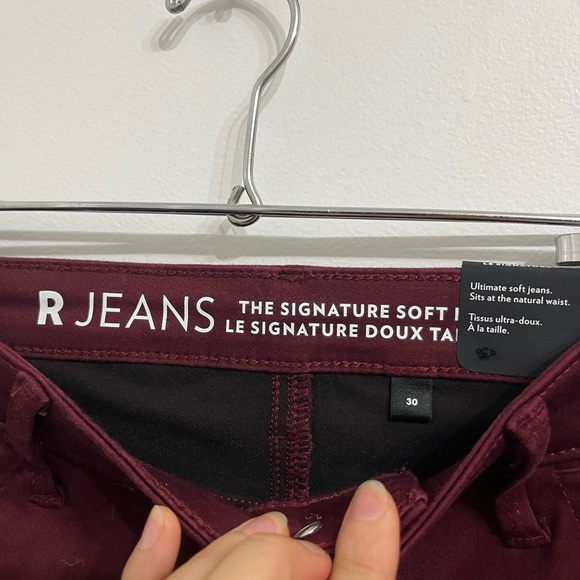 R JEANS
THE SIGNATURE SOFT
LE SIGNATURE DOUX
Ultimate soft jeans.
Sits at the natural waist.
Tissus ultra-doux.
À la taille.
30